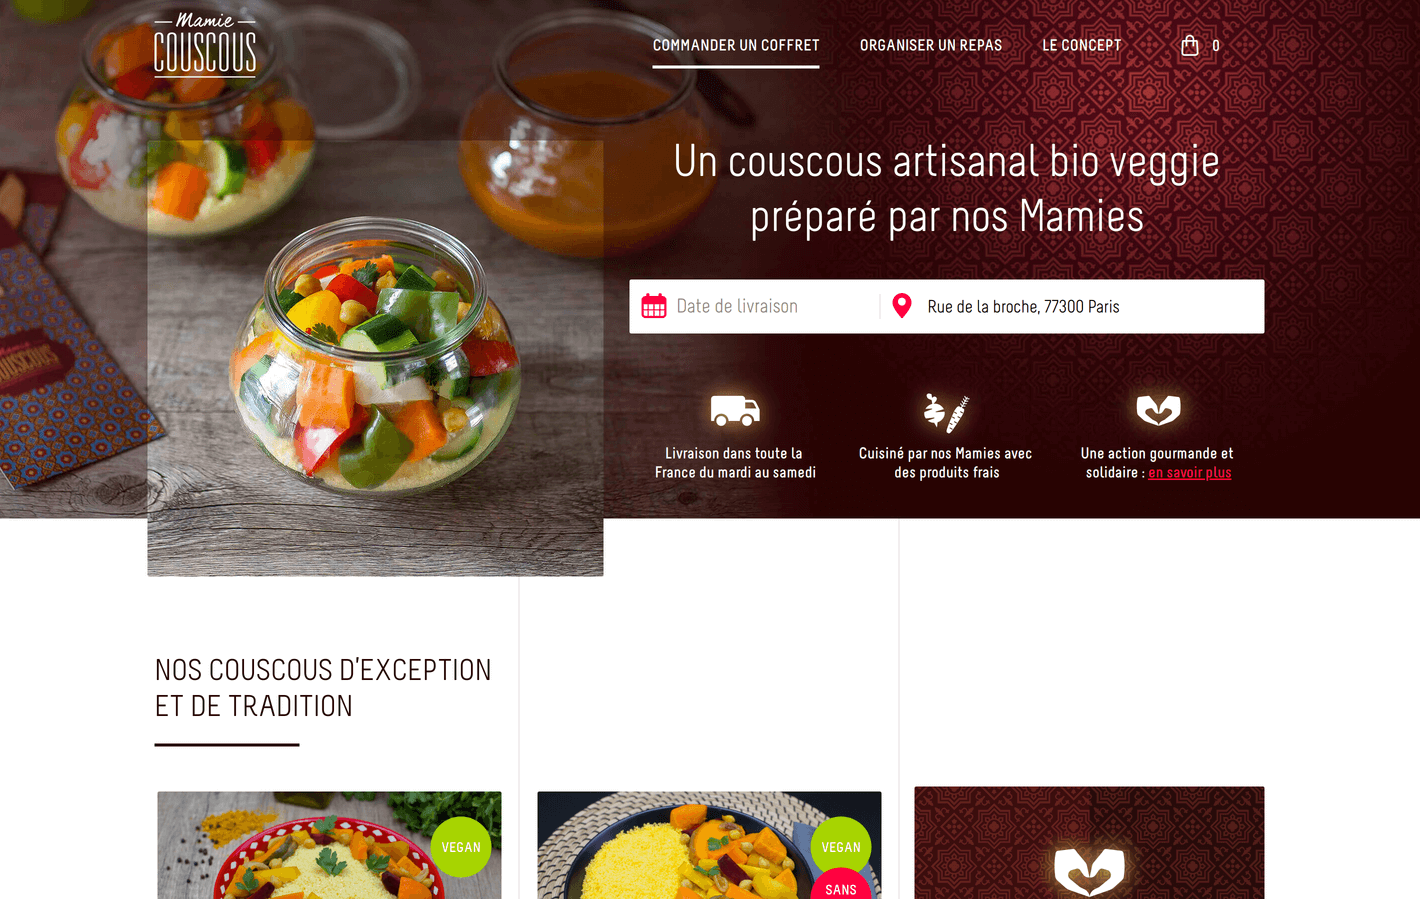 Mamie
COUSCOUS
COMMANDER UN COFFRET
ORGANISER UN REPAS
LE CONCEPT
0
Un couscous artisanal bio veggie
préparé par nos Mamies
Date de livraison
Rue de la broche, 77300 Paris
Livraison dans toute la
France du mardi au samedi
Cuisiné par nos Mamies avec
des produits frais
Une action gourmande et
solidaire : en savoir plus
COUSCOUS
NOS COUSCOUS D'EXCEPTION
ET DE TRADITION
VEGAN
VEGAN
SANS